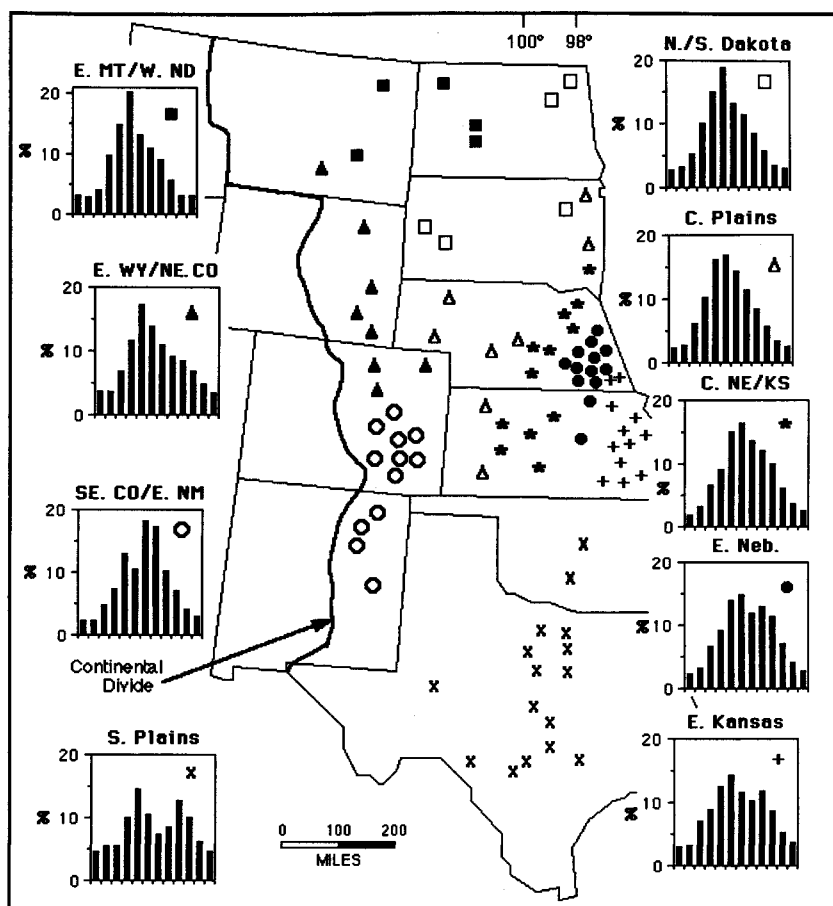 100° 98°
E. MT/W. ND
20
10
0
%
N./S. Dakota
20
10
0
%
C. Plains
20
10
0
%
E. WY/NE.CO
20
10
0
%
C. NE/KS
20
10
0
%
SE. CO/E. NM
20
10
0
%
E. Neb.
20
10
0
%
Continental
Divide
S. Plains
20
10
0
%
E. Kansas
20
10
0
%
0 100 200
MILES